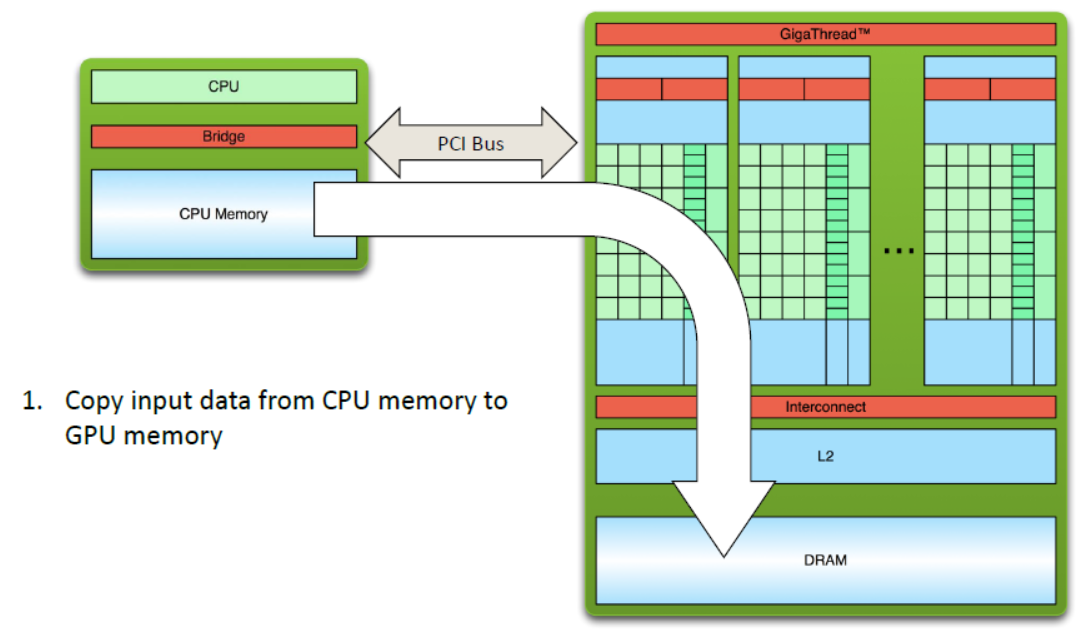 GigaThread™
CPU
Bridge
PCI Bus
CPU Memory
...
1. Copy input data from CPU memory to
GPU memory
Interconnect
L2
DRAM